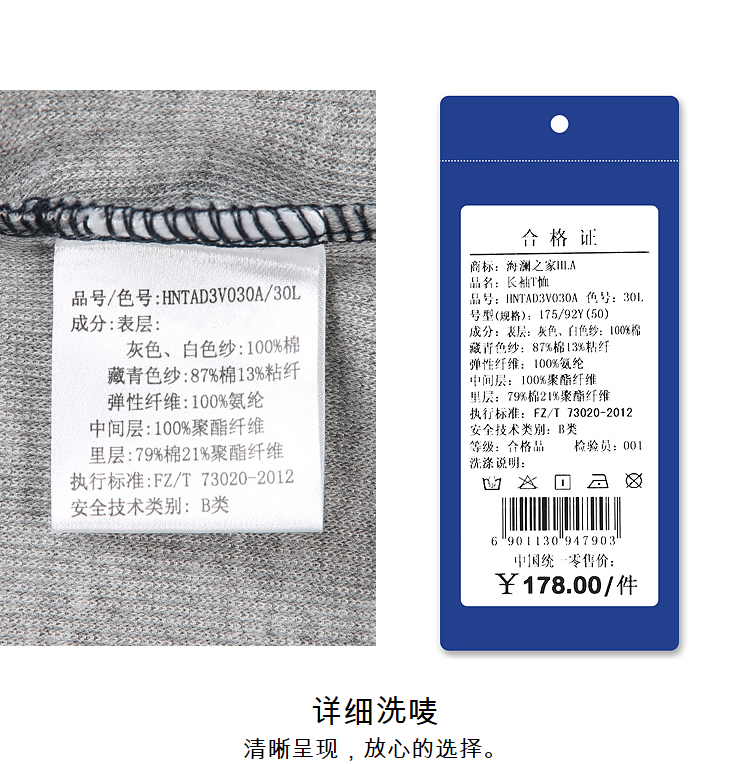 品号/色号:HNTAD3V030A/30L
成分:表层:
灰色、白色纱:100%棉
藏青色纱:87%棉13%粘纤
弹性纤维:100%氨纶
中间层:100%聚酯纤维
里层:79%棉21%聚酯纤维
执行标准:FZ/T 73020-2012
安全技术类别: B类
合格证
商标: 海澜之家HLA
品名: 长袖T恤
品号: HNTAD3V030A 色号: 30L
号型(规格): 175/92Y(50)
成分: 表层: 灰色、白色纱: 100%棉
藏青色纱: 87%棉13%粘纤
弹性纤维: 100%氨纶
中间层: 100%聚酯纤维
里层: 79%棉21%聚酯纤维
执行标准: FZ/T 73020-2012
安全技术类别: B类
等级: 合格品 检验员: 001
洗涤说明:
6 901130 947903
中国统一零售价:
¥178.00/件
详细洗唛
清晰呈现，放心的选择。